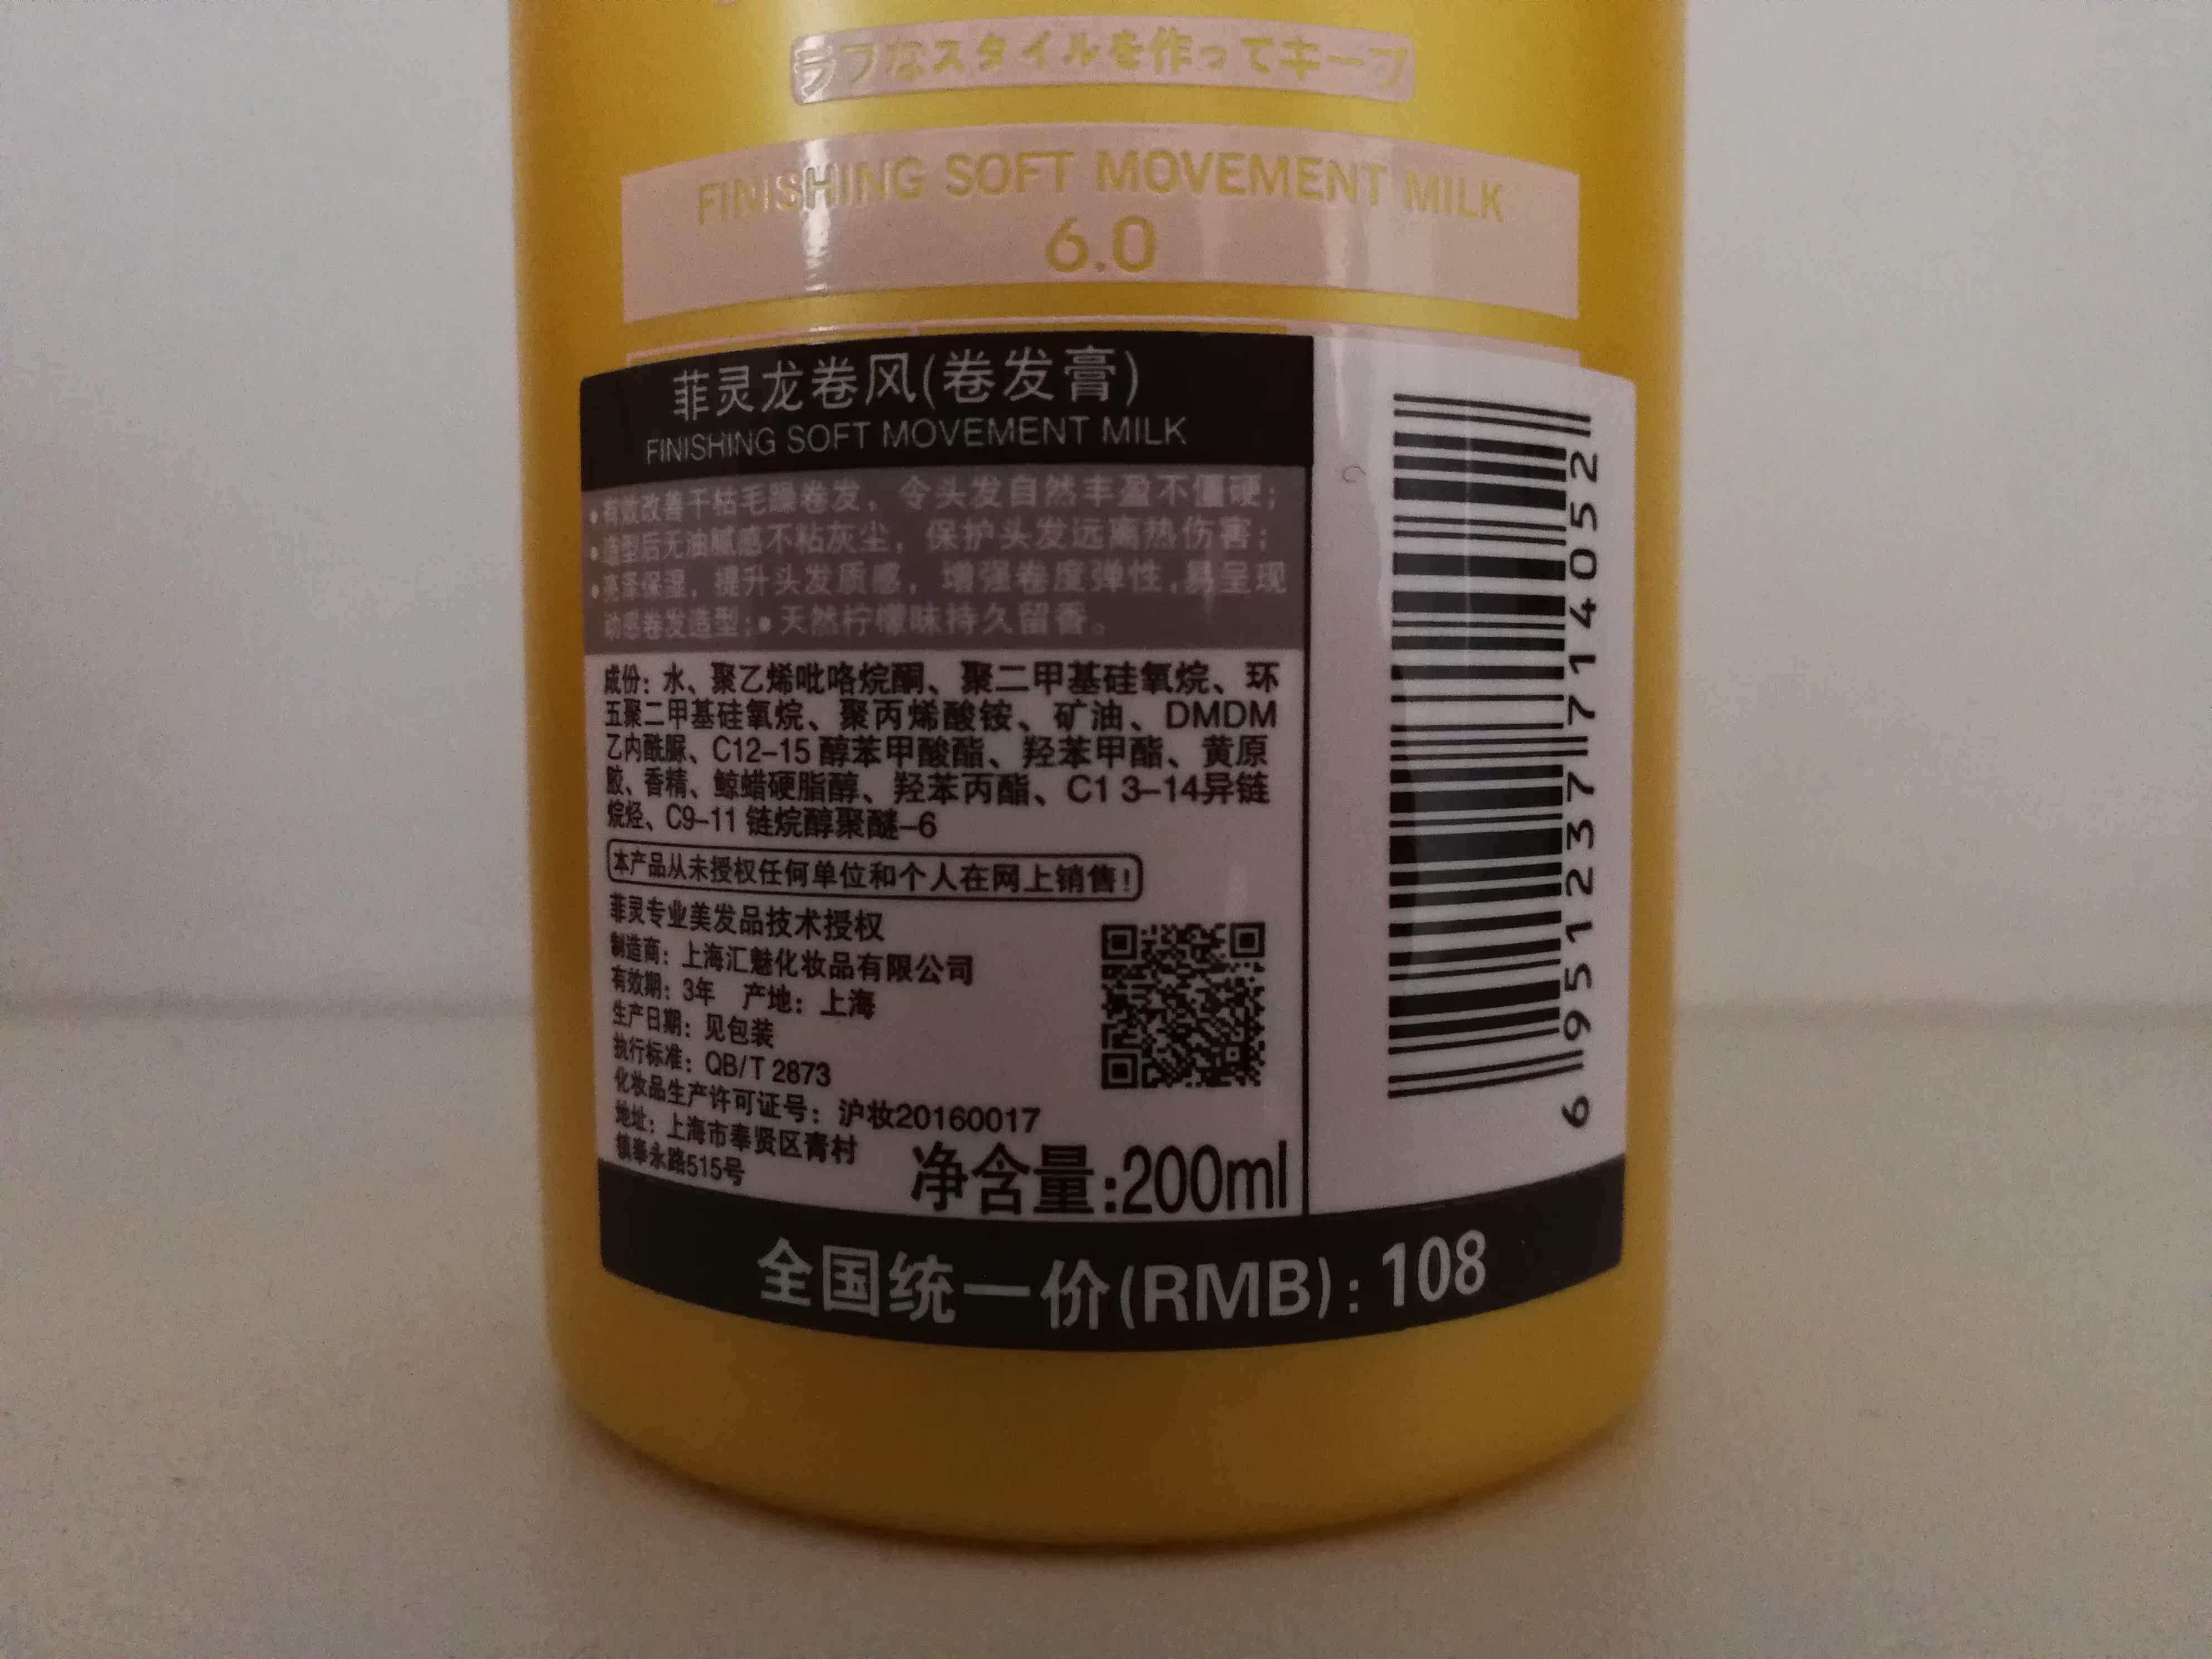 ラフなスタイルを作ってキープ
FINISHING SOFT MOVEMENT MILK
6.0
菲灵龙卷风(卷发膏)
FINISHING SOFT MOVEMENT MILK
•有效改善干枯毛躁卷发，令头发自然丰盈不僵硬；
•造型后无油腻感不粘灰尘，保护头发远离热伤害；
•亮泽保湿，提升头发质感，增强卷度弹性,易呈现
动感卷发造型;•天然柠檬味持久留香。
成份：水、聚乙烯吡咯烷酮、聚二甲基硅氧烷、环
五聚二甲基硅氧烷、聚丙烯酸铵、矿油、DMDM
乙内酰脲、C12-15 醇苯甲酸酯、羟苯甲酯、黄原
胶、香精、鲸蜡硬脂醇、羟苯丙酯、C1 3-14异链
烷烃、C9-11 链烷醇聚醚-6
本产品从未授权任何单位和个人在网上销售!
菲灵专业美发品技术授权
制造商：上海汇魅化妆品有限公司
有效期：3年 产地：上海
生产日期：见包装
执行标准：QB/T 2873
化妆品生产许可证号：沪妆20160017
地址：上海市奉贤区青村
镇奉永路515号
净含量:200ml
全国统一价(RMB)：108
6951237714052